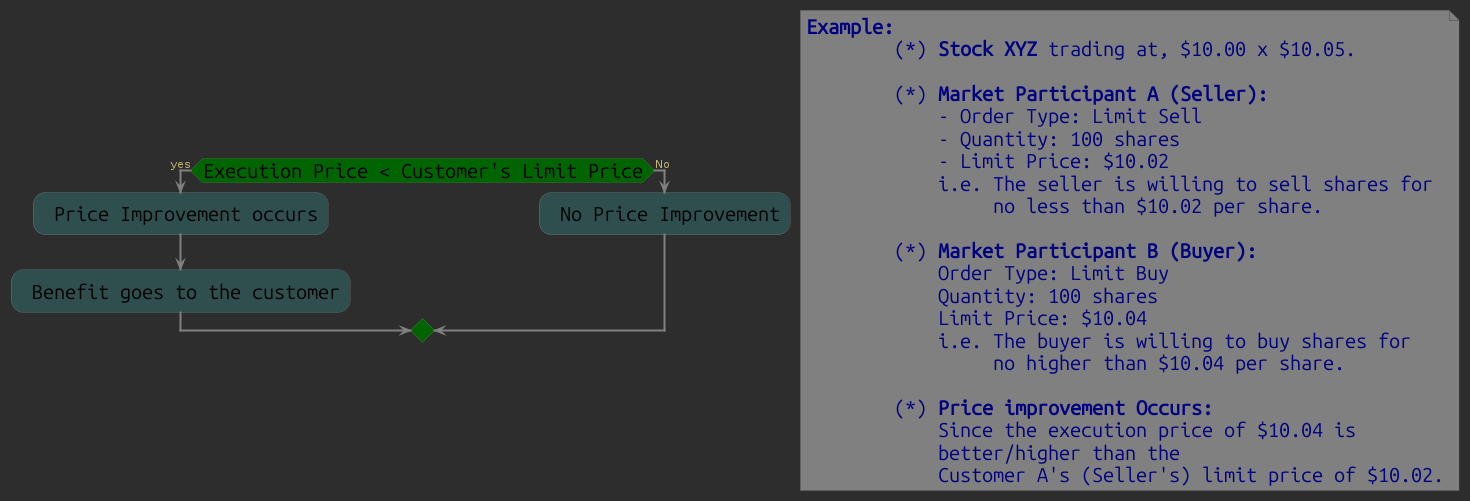 yes
Execution Price < Customer's Limit Price
No
Price Improvement occurs
No Price Improvement
Benefit goes to the customer
Example:
(*) Stock XYZ trading at, $10.00 x $10.05.
(*) Market Participant A (Seller):
- Order Type: Limit Sell
- Quantity: 100 shares
- Limit Price: $10.02
i.e. The seller is willing to sell shares for
no less than $10.02 per share.
(*) Market Participant B (Buyer):
Order Type: Limit Buy
Quantity: 100 shares
Limit Price: $10.04
i.e. The buyer is willing to buy shares for
no higher than $10.04 per share.
(*) Price improvement Occurs:
Since the execution price of $10.04 is
better/higher than the
Customer A's (Seller's) limit price of $10.02.